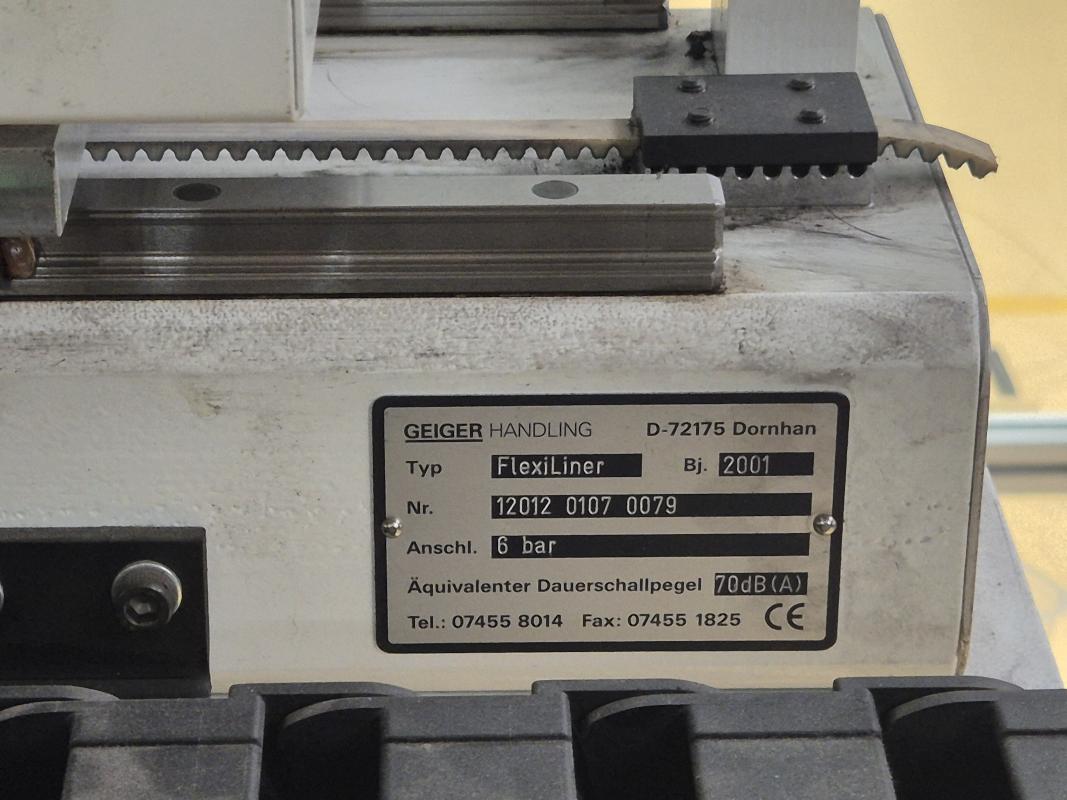 GEIGER HANDLING D-72175 Dornhan
Typ FlexiLiner Bj. 2001
Nr. 12012 0107 0079
Anschl. 6 bar
Äquivalenter Dauerschallpegel 70dB(A)
Tel.: 07455 8014 Fax: 07455 1825 CE